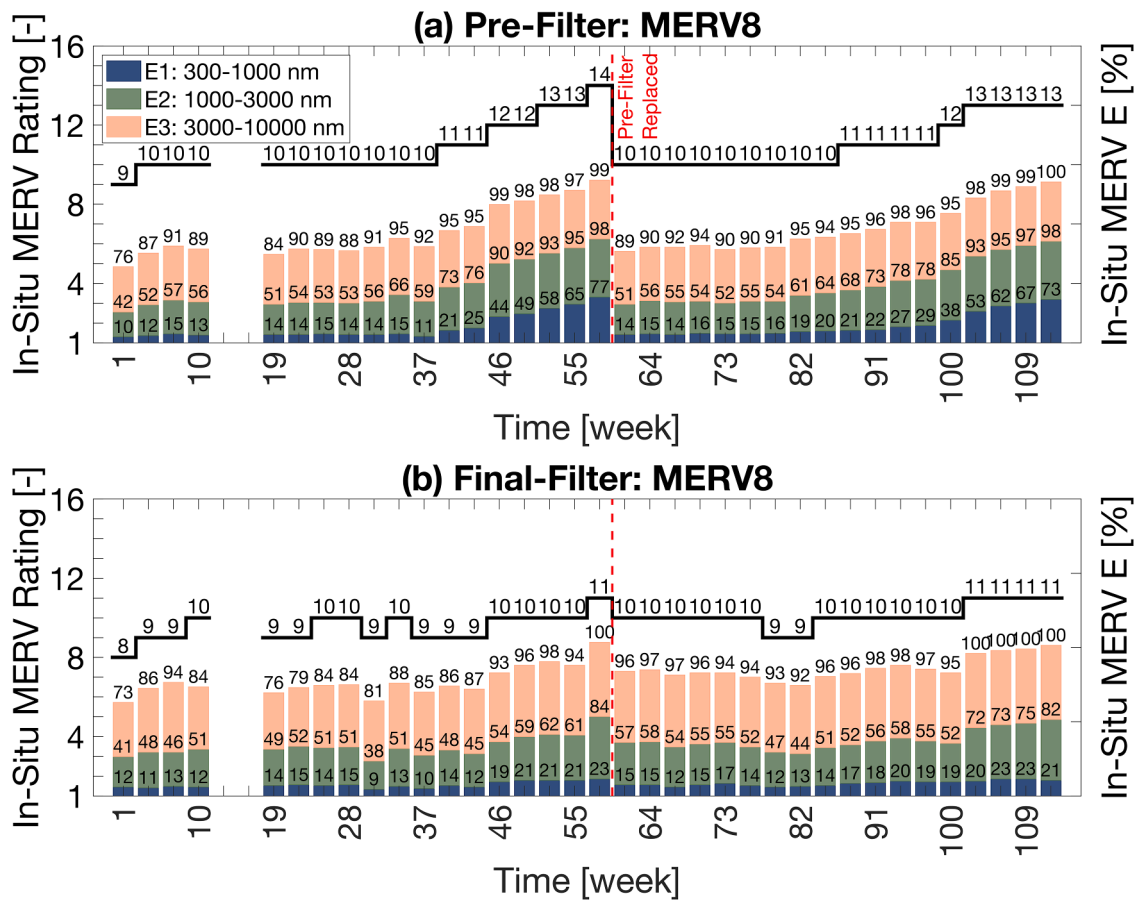 (a) Pre-Filter: MERV8
In-Situ MERV Rating [-]
In-Situ MERV E [%]
16
12
8
4
1
E1: 300-1000 nm
E2: 1000-3000 nm
E3: 3000-10000 nm
Pre-Filter
Replaced
9 10 10 10 10 10 10 10 10 10 10 11 11 12 12 13 13 14 10 10 10 10 10 10 10 10 10 11 11 11 11 12 13 13 13 13
76 87 91 89 84 90 89 88 91 95 92 95 95 99 98 98 97 99 89 90 92 94 90 90 91 95 94 95 96 98 96 95 98 99 99 100
42 52 57 56 51 54 53 53 56 66 59 73 76 90 92 93 95 98 51 56 55 54 52 55 54 61 64 68 73 78 78 85 93 95 97 98
10 12 15 13 14 14 15 14 14 15 11 21 25 44 49 58 65 77 14 15 14 16 15 15 16 19 20 21 22 27 29 38 53 62 67 73
1 10 19 28 37 46 55 64 73 82 91 100 109
Time [week]
(b) Final-Filter: MERV8
In-Situ MERV Rating [-]
In-Situ MERV E [%]
16
12
8
4
1
8 9 9 10 9 9 10 10 9 10 9 9 9 10 10 10 10 11 10 10 10 10 10 10 9 9 10 10 10 10 10 10 11 11 11 11
73 86 94 84 76 79 84 84 81 88 85 86 87 93 96 98 94 100 96 97 97 96 94 94 93 92 96 96 98 98 97 95 100 100 100 100
41 48 46 51 49 52 51 51 38 51 45 48 45 54 59 62 61 84 57 58 54 55 55 52 47 44 51 52 56 58 55 52 72 73 75 82
12 11 13 12 14 15 14 15 9 13 10 14 12 19 21 21 21 23 15 15 12 15 17 14 12 13 14 17 18 20 19 19 20 23 23 21
1 10 19 28 37 46 55 64 73 82 91 100 109
Time [week]